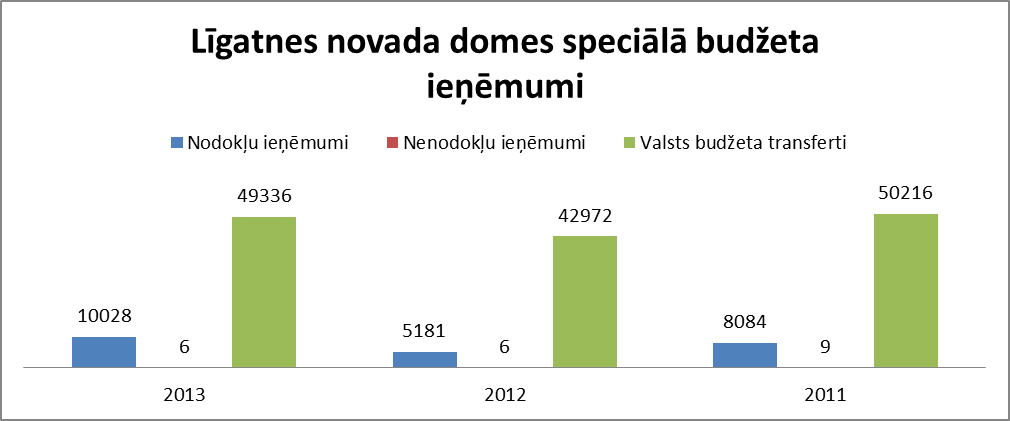 Līgatnes novada domes speciālā budžeta
ieņēmumi
Nodokļu ieņēmumi Nenodokļu ieņēmumi Valsts budžeta transferti
10028 6 49336 5181 6 42972 8084 9 50216
2013 2012 2011